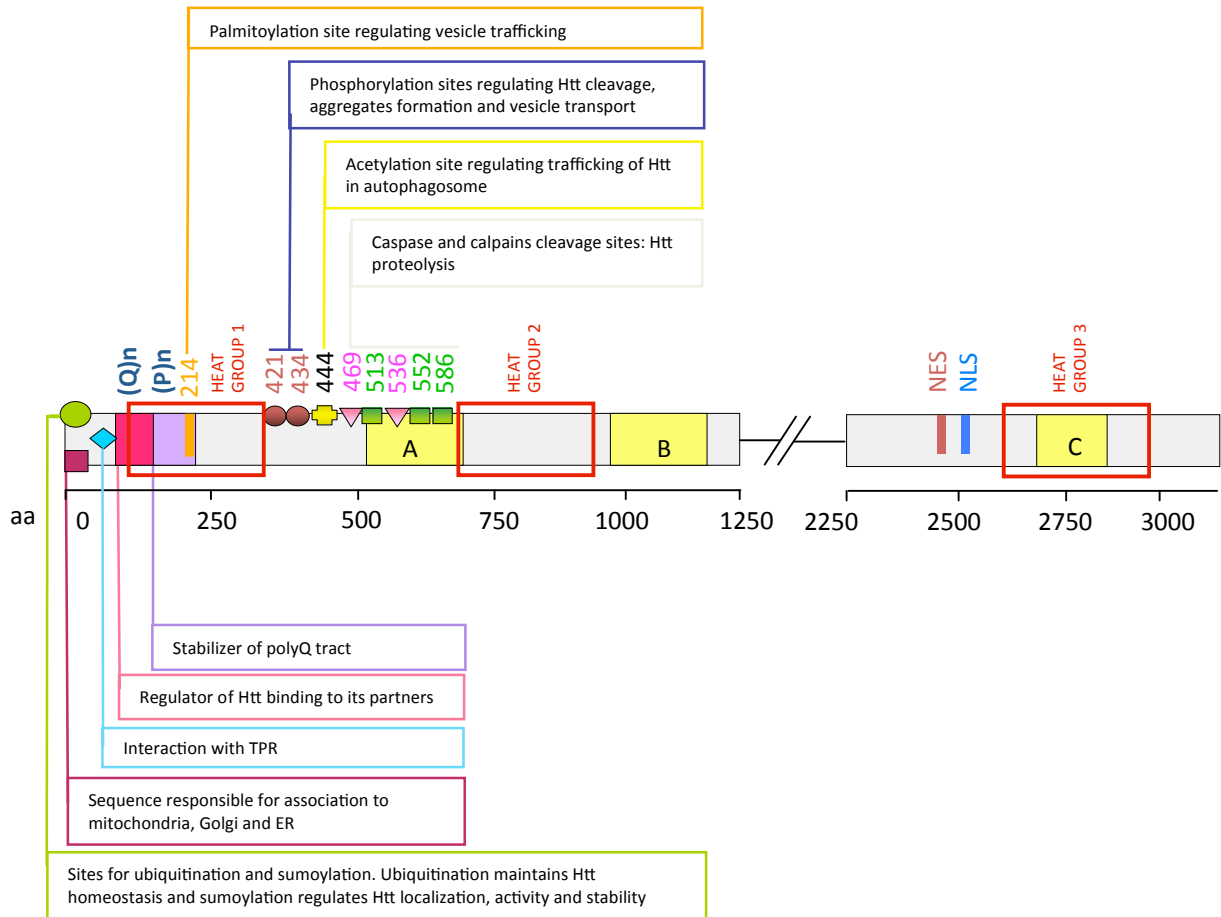 Palmitoylation site regulating vesicle trafficking
Phosphorylation sites regulating Htt cleavage,
aggregates formation and vesicle transport
Acetylation site regulating trafficking of Htt
in autophagosome
Caspase and calpains cleavage sites: Htt
proteolysis
(Q)n
(P)n
214
HEAT
GROUP 1
421
434
444
469
513
536
552
586
HEAT
GROUP 2
NES
NLS
HEAT
GROUP 3
A
B
C
aa 0 250 500 750 1000 1250 2250 2500 2750 3000
Stabilizer of polyQ tract
Regulator of Htt binding to its partners
Interaction with TPR
Sequence responsible for association to
mitochondria, Golgi and ER
Sites for ubiquitination and sumoylation. Ubiquitination maintains Htt
homeostasis and sumoylation regulates Htt localization, activity and stability